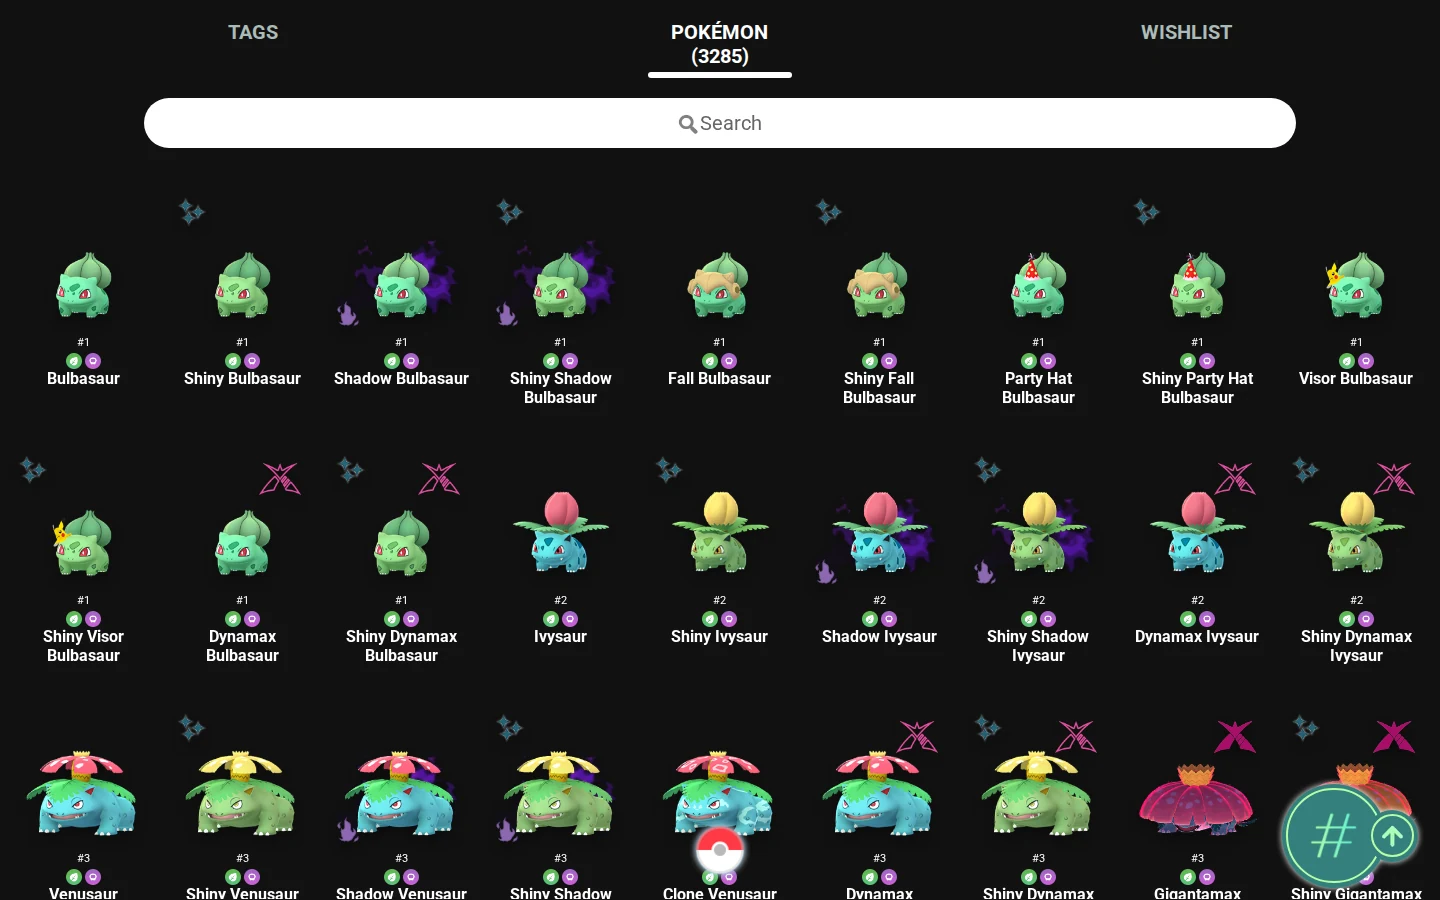 TAGS
POKÉMON
(3285)
WISHLIST
Search
#1
Bulbasaur
#1
Shiny Bulbasaur
#1
Shadow Bulbasaur
#1
Shiny Shadow
Bulbasaur
#1
Fall Bulbasaur
#1
Shiny Fall
Bulbasaur
#1
Party Hat
Bulbasaur
#1
Shiny Party Hat
Bulbasaur
#1
Visor Bulbasaur
#1
Shiny Visor
Bulbasaur
#1
Dynamax
Bulbasaur
#1
Shiny Dynamax
Bulbasaur
#2
Ivysaur
#2
Shiny Ivysaur
#2
Shadow Ivysaur
#2
Shiny Shadow
Ivysaur
#2
Dynamax Ivysaur
#2
Shiny Dynamax
Ivysaur
#3
Venusaur
#3
Shiny Venusaur
#3
Shadow Venusaur
#3
Shiny Shadow
Clone Venusaur
#3
Dynamax
#3
Shiny Dynamax
#3
Gigantamax
Shiny Gigantamax
#